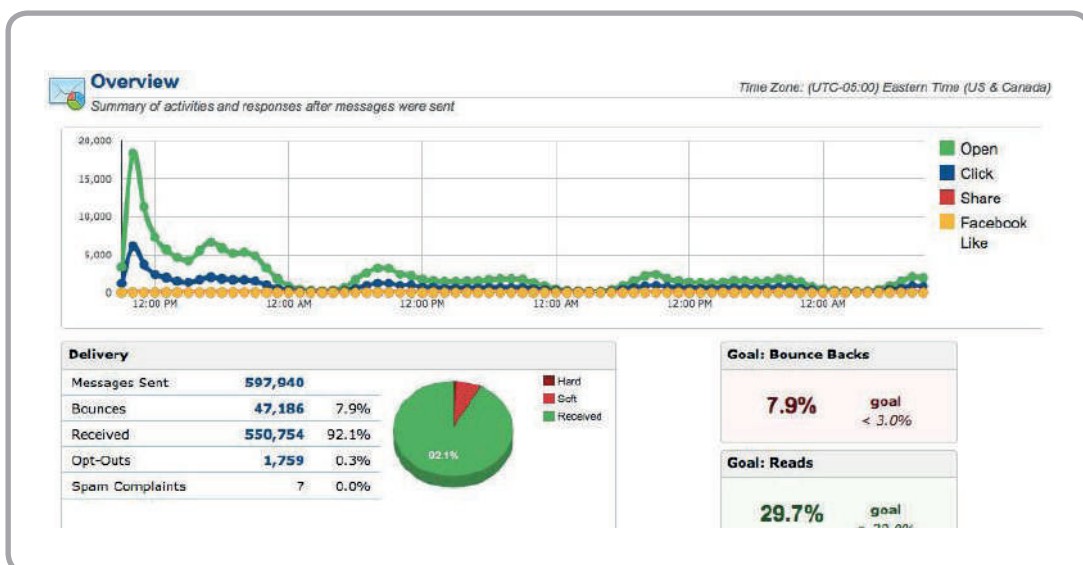 Overview
Summary of activities and responses after messages were sent
Time Zone: (UTC-05:00) Eastern Time (US & Canada)
20,000
15,000
10,000
5,000
0
12:00 PM
12:00 AM
12:00 PM
12:00 AM
12:00 PM
12:00 AM
Open
Click
Share
Facebook
Like
Delivery
Messages Sent 597,940
Bounces 47,186 7.9%
Received 550,754 92.1%
Opt-Outs 1,759 0.3%
Spam Complaints 7 0.0%
92.1%
Hard
Soft
Received
Goal: Bounce Backs
7.9% goal
< 3.0%
Goal: Reads
29.7% goal